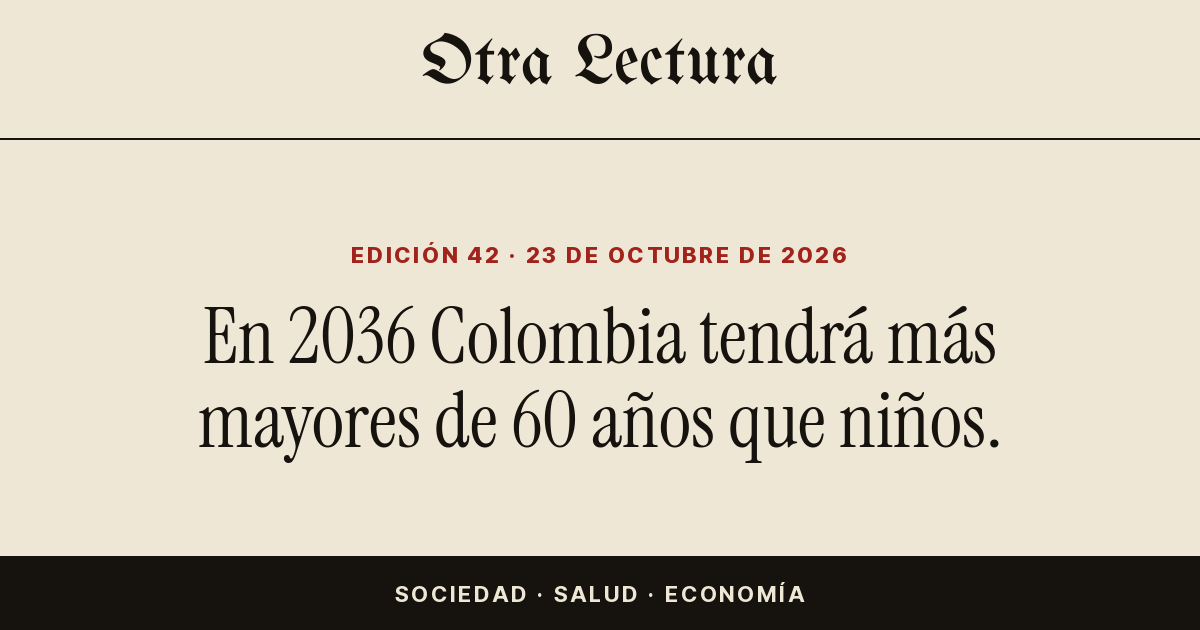 Otra Lectura
EDICIÓN 42 · 23 DE OCTUBRE DE 2026
En 2036 Colombia tendrá más
mayores de 60 años que niños.
SOCIEDAD · SALUD · ECONOMÍA